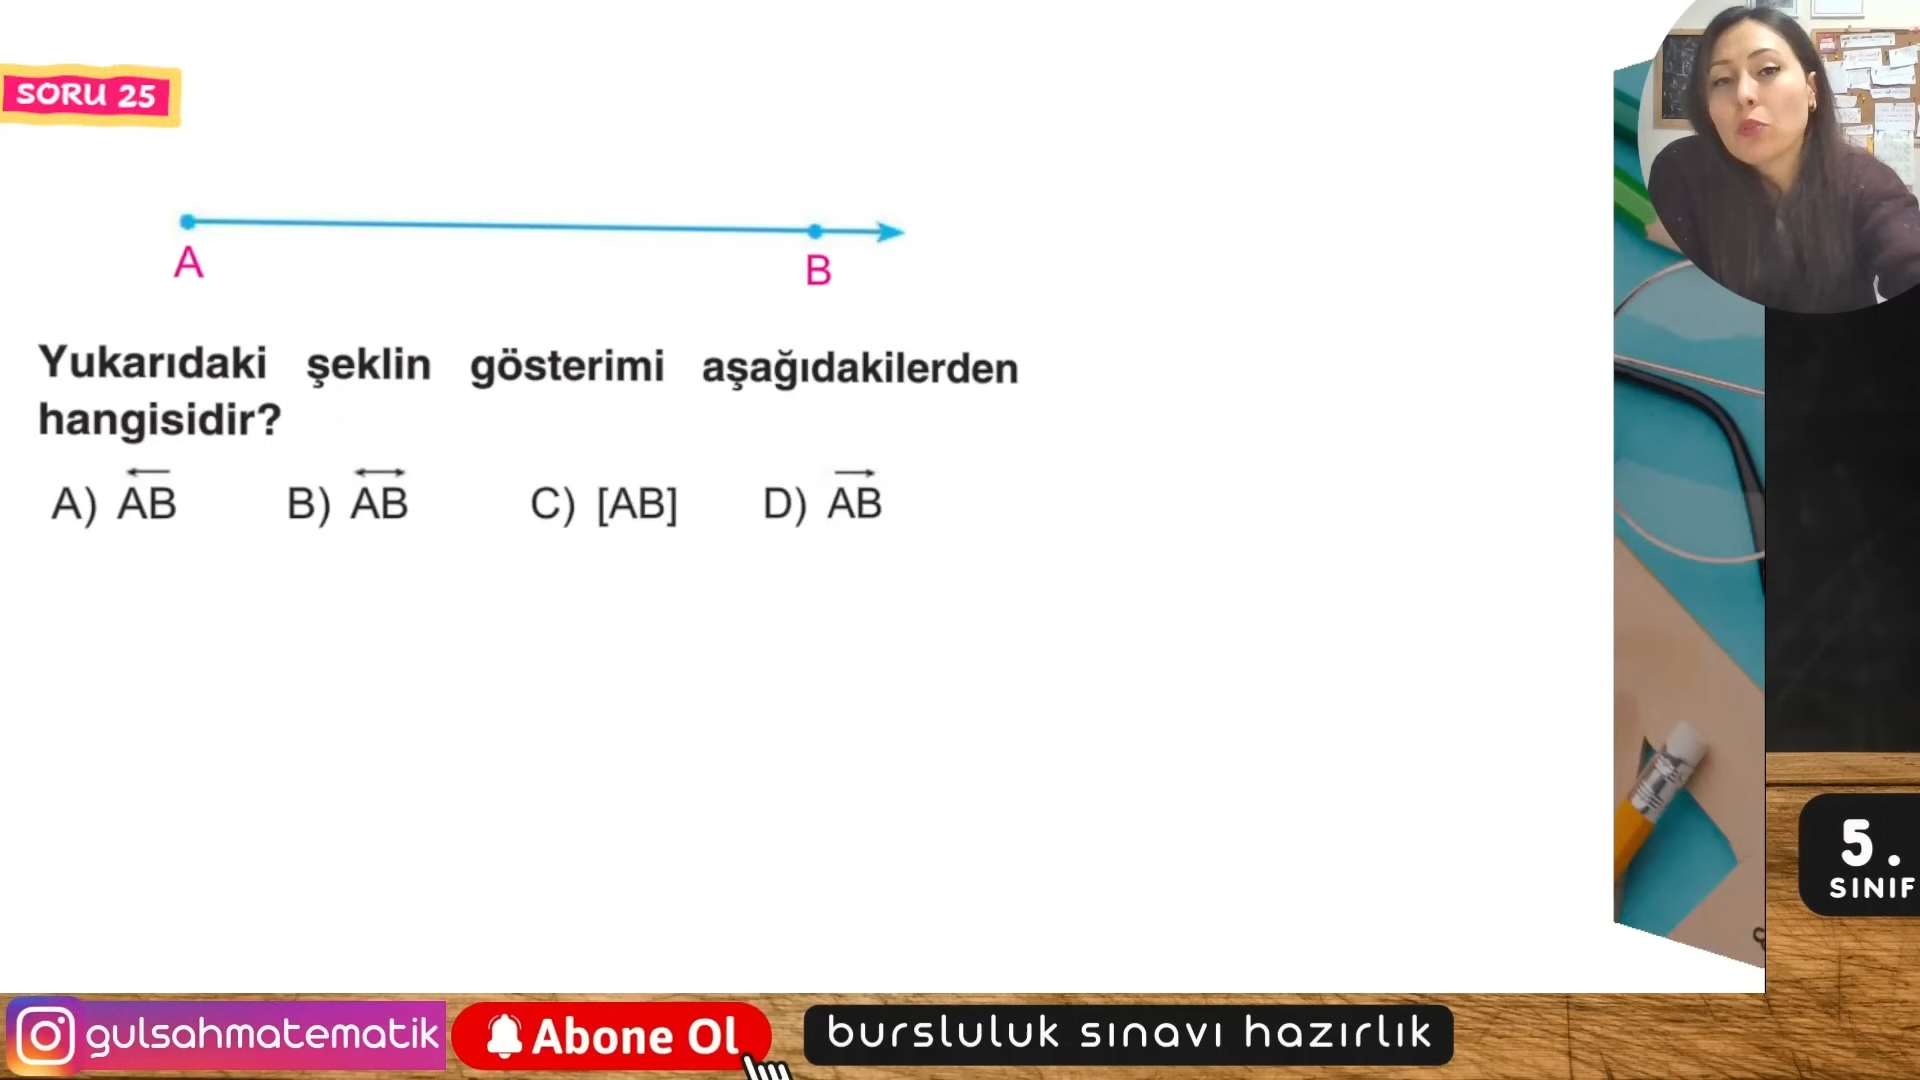 SORU 25
A
B
Yukarıdaki şeklin gösterimi aşağıdakilerden
hangisidir?
A) AB B) AB C) [AB] D) AB
5.
SINIF
gulsahmatematik
Abone Ol
bursluluk sınavı hazırlık